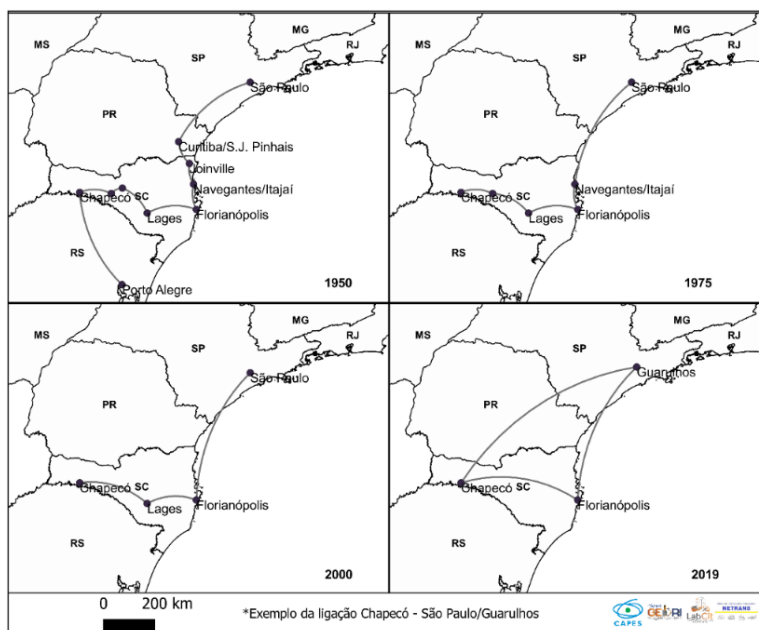 MS
MG
SP
RJ
São Paulo
PR
Curitiba/S.J. Pinhais
Joinville
Navegantes/Itajaí
Chapecó
SC
Lages
Florianópolis
RS
Porto Alegre
1950
MS
MG
SP
RJ
São Paulo
PR
Navegantes/Itajaí
Chapecó
SC
Lages
Florianópolis
RS
1975
MS
MG
SP
RJ
São Paulo
PR
Chapecó
SC
Lages
Florianópolis
RS
2000
MS
MG
SP
RJ
Guarulhos
PR
Chapecó
SC
Florianópolis
RS
2019
0 200 km
*Exemplo da ligação Chapecó - São Paulo/Guarulhos
CAPES
LabCit
NETRANS